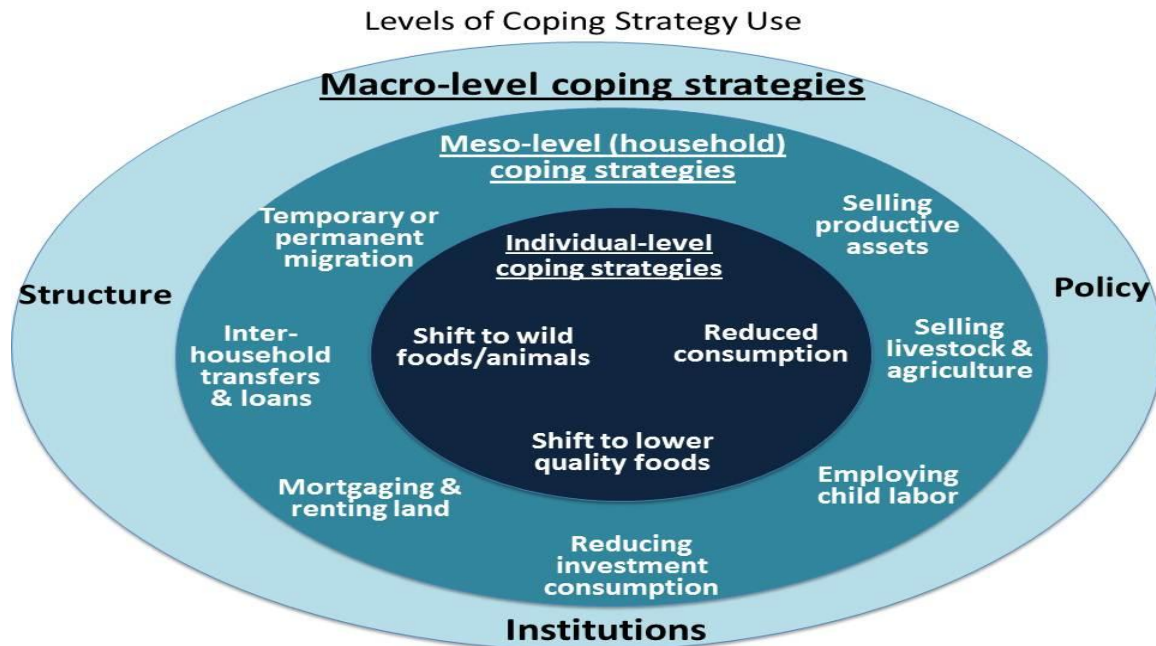 Levels of Coping Strategy Use
Macro-level coping strategies
Meso-level (household)
coping strategies
Temporary or
permanent
migration
Selling
productive
assets
Individual-level
coping strategies
Structure
Policy
Inter-
household
transfers
& loans
Shift to wild
foods/animals
Reduced
consumption
Selling
livestock &
agriculture
Shift to lower
quality foods
Mortgaging &
renting land
Employing
child labor
Reducing
investment
consumption
Institutions